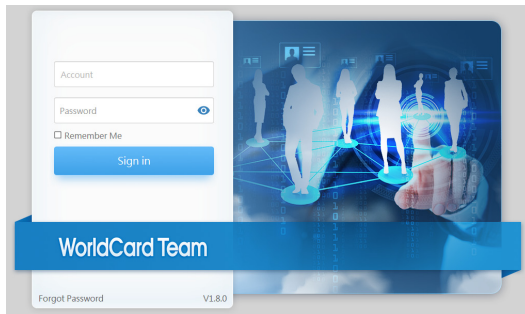 Account
Password
Remember Me
Sign in
WorldCard Team
Forgot Password
V1.8.0